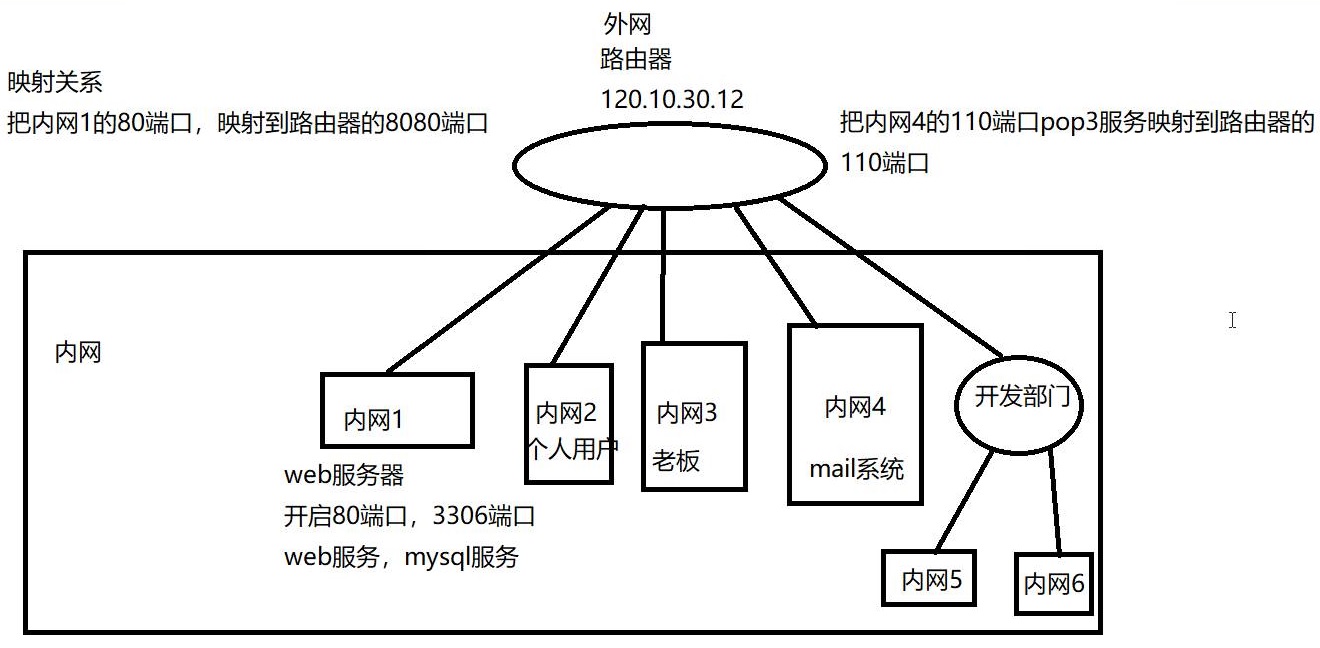 外网
路由器
120.10.30.12
映射关系
把内网1的80端口，映射到路由器的8080端口
把内网4的110端口pop3服务映射到路由器的
110端口
内网
内网1
web服务器
开启80端口，3306端口
web服务，mysql服务
内网2
个人用户
内网3
老板
内网4
mail系统
开发部门
内网5
内网6